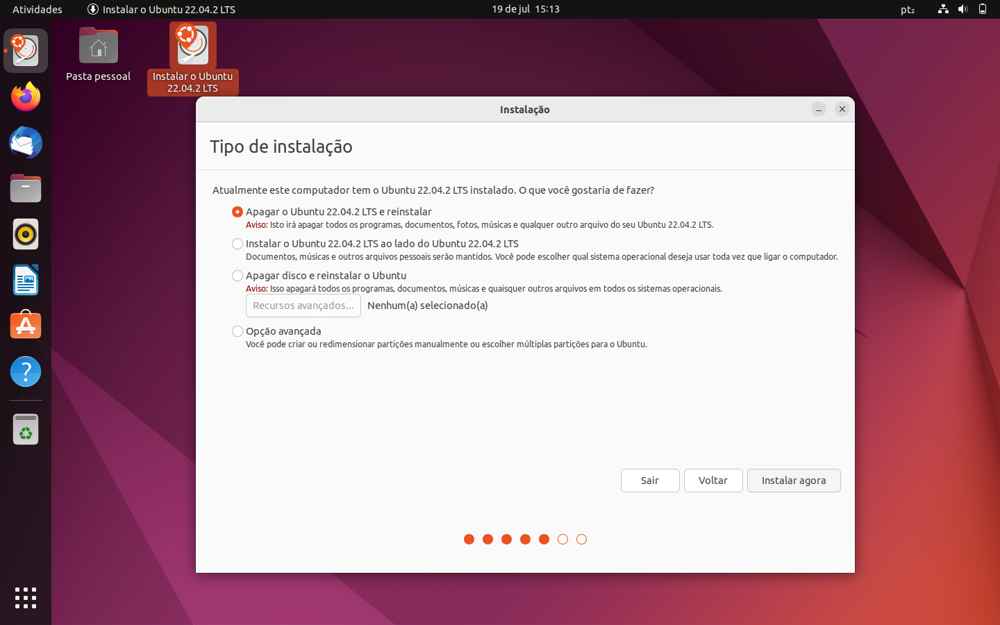 Atividades
Instalar o Ubuntu 22.04.2 LTS
19 de jul 15:13
pt₂
Pasta pessoal
Instalar o Ubuntu
22.04.2 LTS
Instalação
Tipo de instalação
Atualmente este computador tem o Ubuntu 22.04.2 LTS instalado. O que você gostaria de fazer?
Apagar o Ubuntu 22.04.2 LTS e reinstalar
Aviso: Isto irá apagar todos os programas, documentos, fotos, músicas e qualquer outro arquivo do seu Ubuntu 22.04.2 LTS.
Instalar o Ubuntu 22.04.2 LTS ao lado do Ubuntu 22.04.2 LTS
Documentos, músicas e outros arquivos pessoais serão mantidos. Você pode escolher qual sistema operacional deseja usar toda vez que ligar o computador.
Apagar disco e reinstalar o Ubuntu
Aviso: Isso apagará todos os programas, documentos, músicas e quaisquer outros arquivos em todos os sistemas operacionais.
Recursos avançados... Nenhum(a) selecionado(a)
Opção avançada
Você pode criar ou redimensionar partições manualmente ou escolher múltiplas partições para o Ubuntu.
Sair
Voltar
Instalar agora